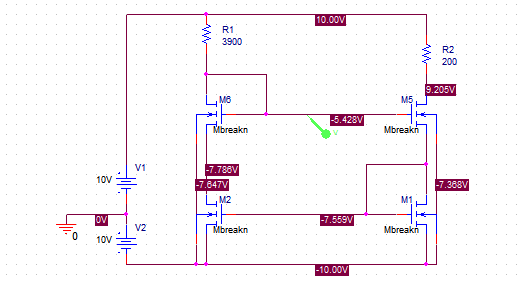 10.00V
R1
3900
R2
200
9.205V
M6
M5
-5.428V
V
Mbreakn
Mbreakn
-7.786V
V1
10V
-7.647V
-7.368V
M2
M1
0V
-7.559V
V2
Mbreakn
Mbreakn
0
10V
-10.00V